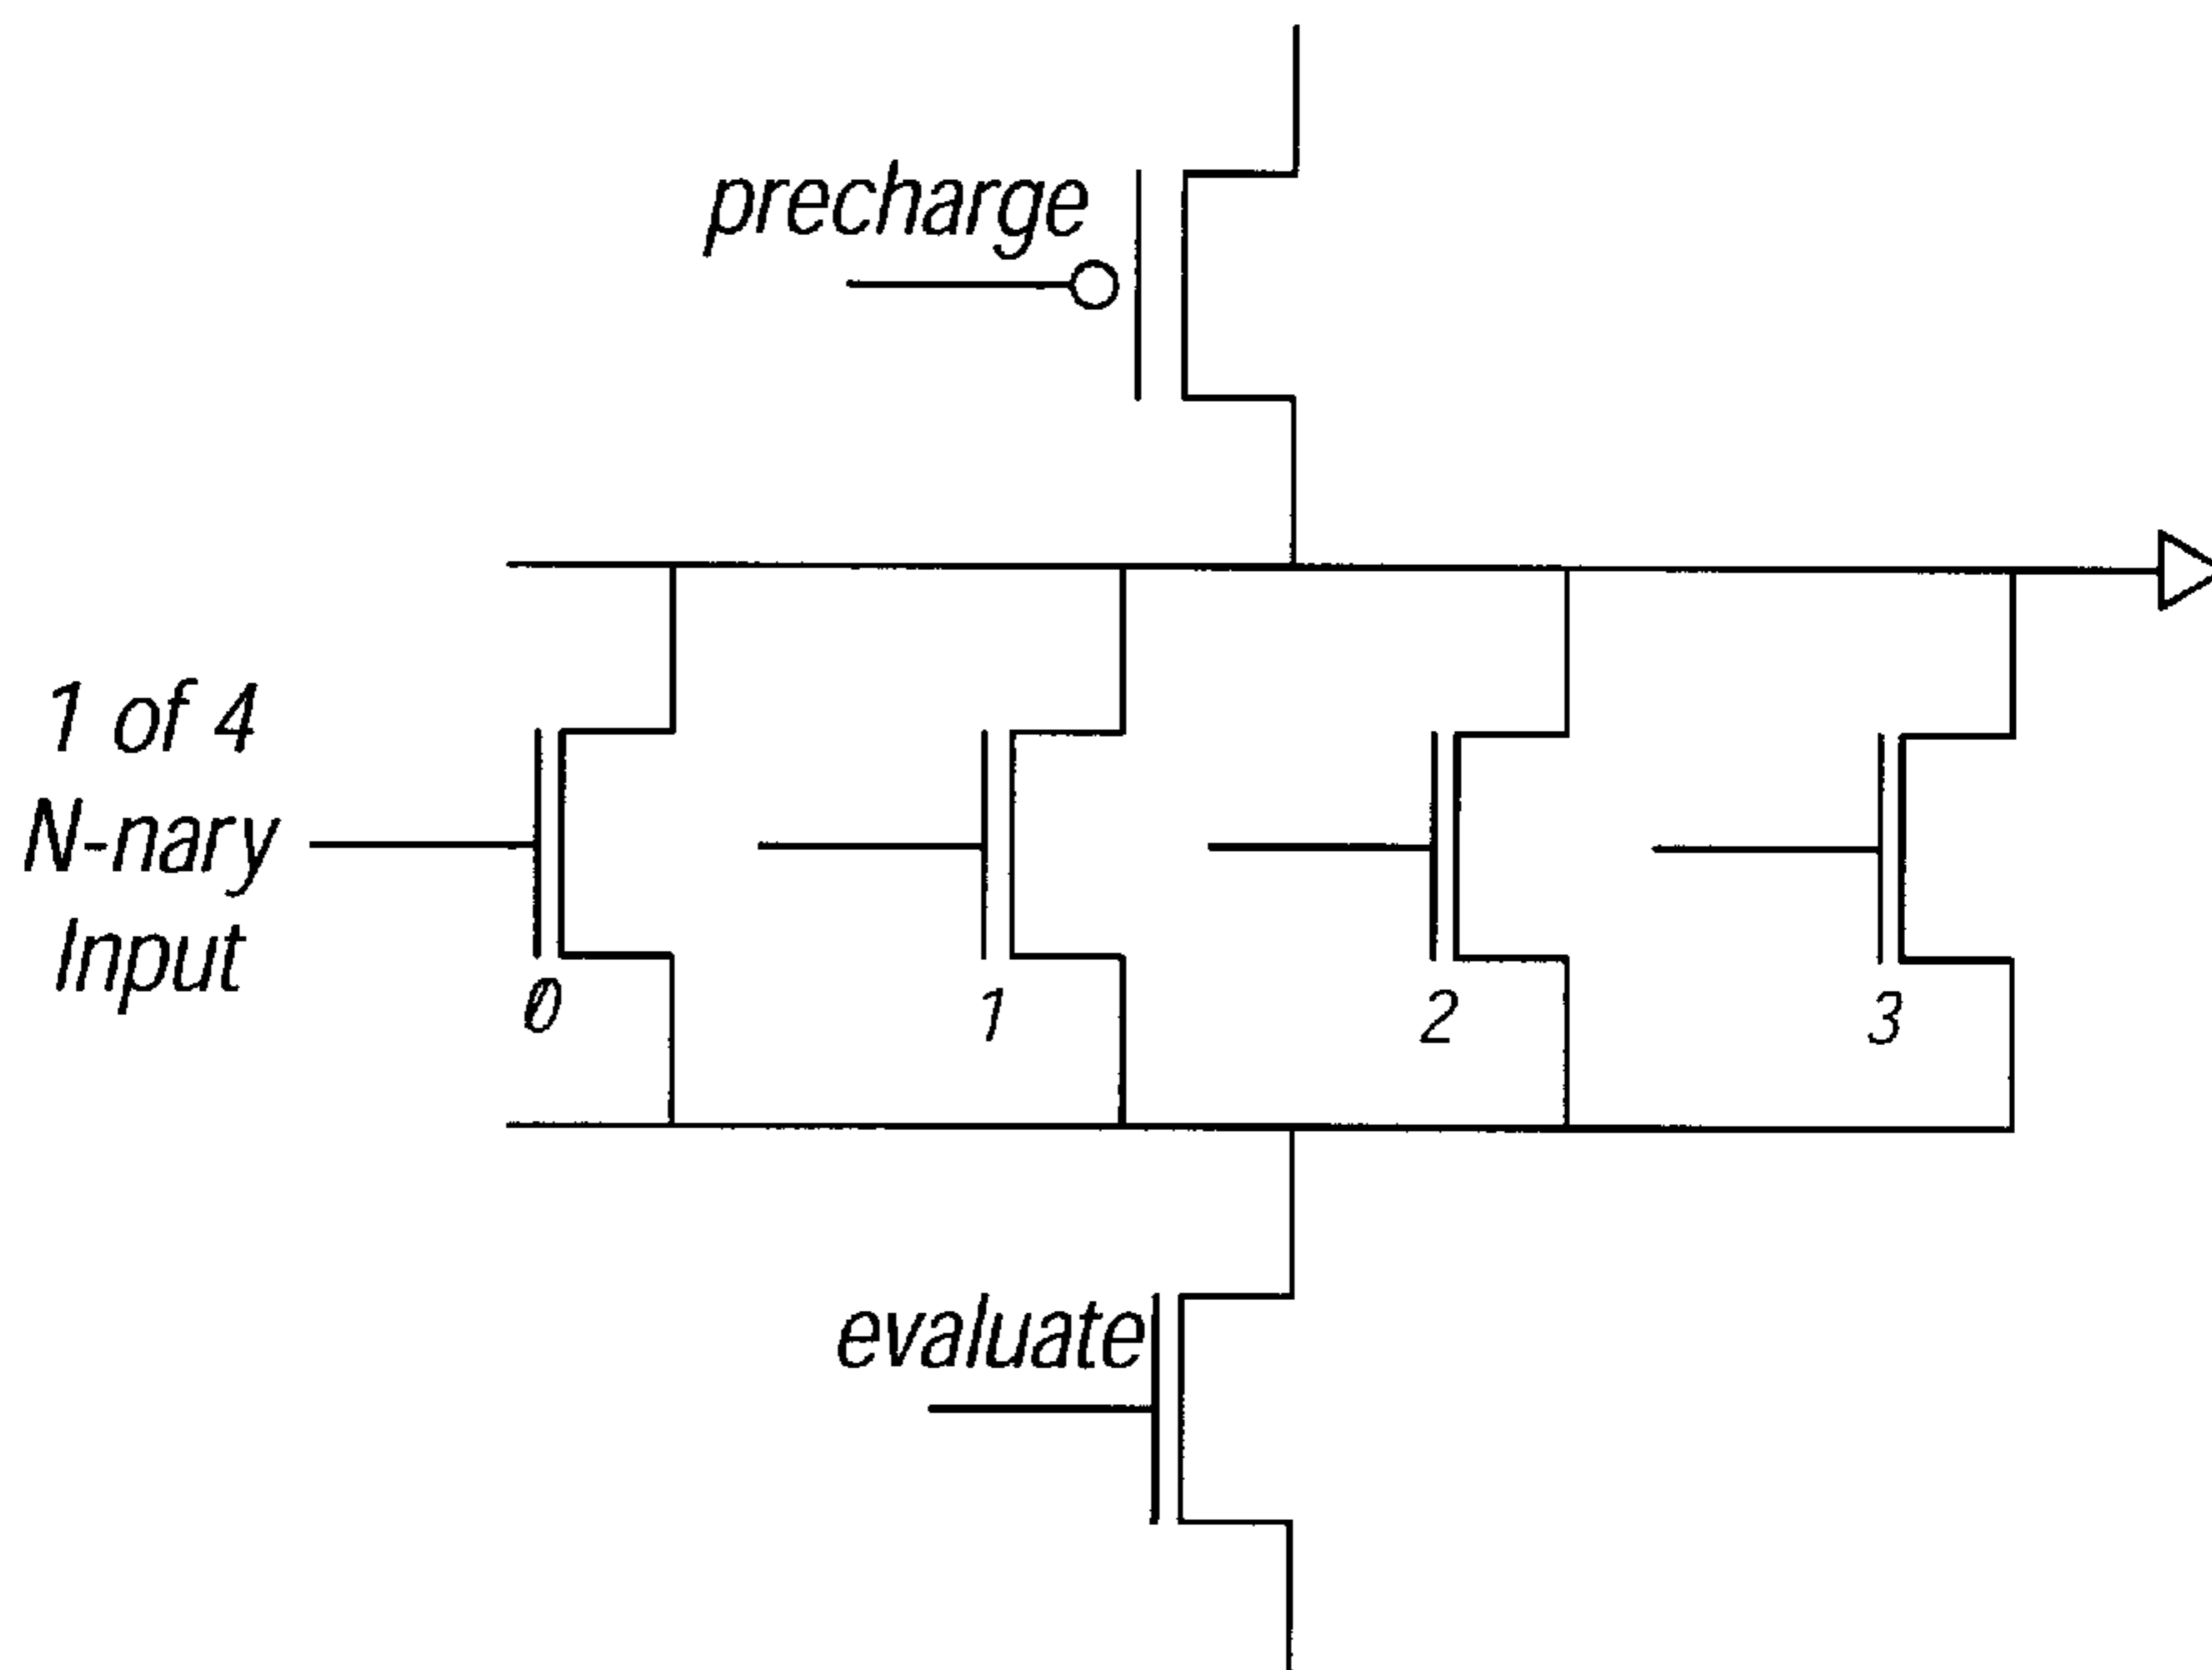 precharge
1 of 4
N-nary
Input
0
1
2
3
evaluate